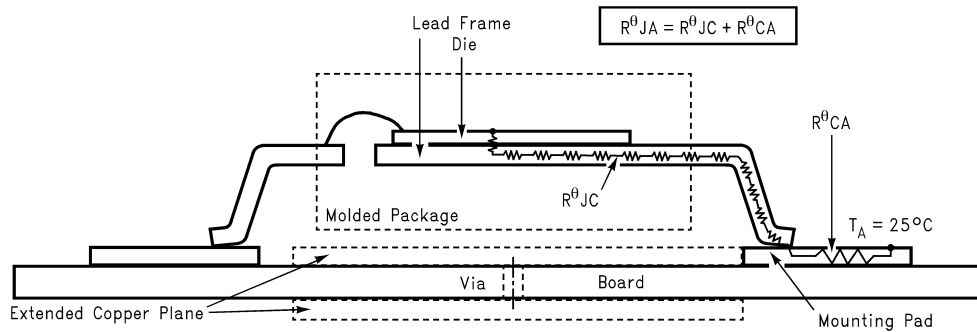 Lead Frame
Die
RθJA = RθJC + RθCA
RθCA
RθJC
Molded Package
TA = 25°C
Via
Board
Extended Copper Plane
Mounting Pad